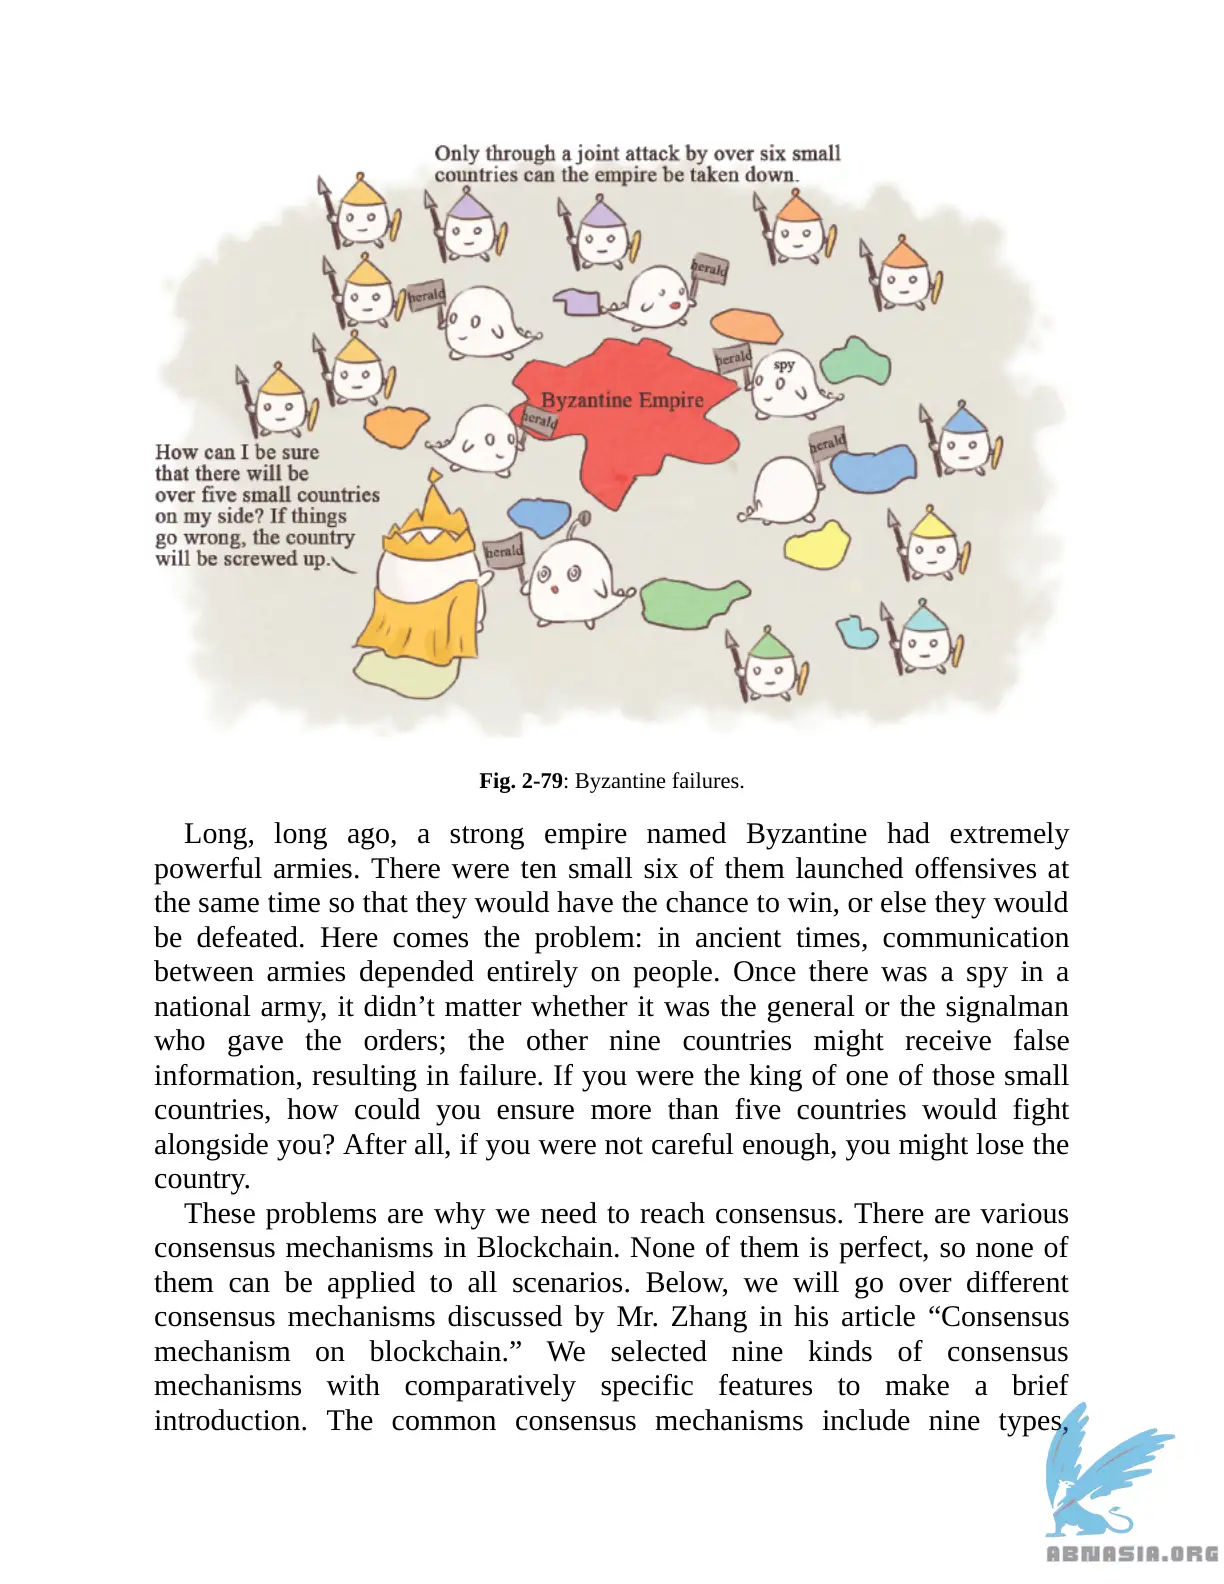 Only through a joint attack by over six small
countries can the empire be taken down.
herald
herald
herald
spy
Byzantine Empire
herald
herald
How can I be sure
that there will be
over five small countries
on my side? If things
go wrong, the country
will be screwed up.
herald
Fig. 2-79: Byzantine failures.
Long, long ago, a strong empire named Byzantine had extremely
powerful armies. There were ten small six of them launched offensives at
the same time so that they would have the chance to win, or else they would
be defeated. Here comes the problem: in ancient times, communication
between armies depended entirely on people. Once there was a spy in a
national army, it didn’t matter whether it was the general or the signalman
who gave the orders; the other nine countries might receive false
information, resulting in failure. If you were the king of one of those small
countries, how could you ensure more than five countries would fight
alongside you? After all, if you were not careful enough, you might lose the
country.
These problems are why we need to reach consensus. There are various
consensus mechanisms in Blockchain. None of them is perfect, so none of
them can be applied to all scenarios. Below, we will go over different
consensus mechanisms discussed by Mr. Zhang in his article “Consensus
mechanism on blockchain.” We selected nine kinds of consensus
mechanisms with comparatively specific features to make a brief
introduction. The common consensus mechanisms include nine types,
ABNASIA.ORG